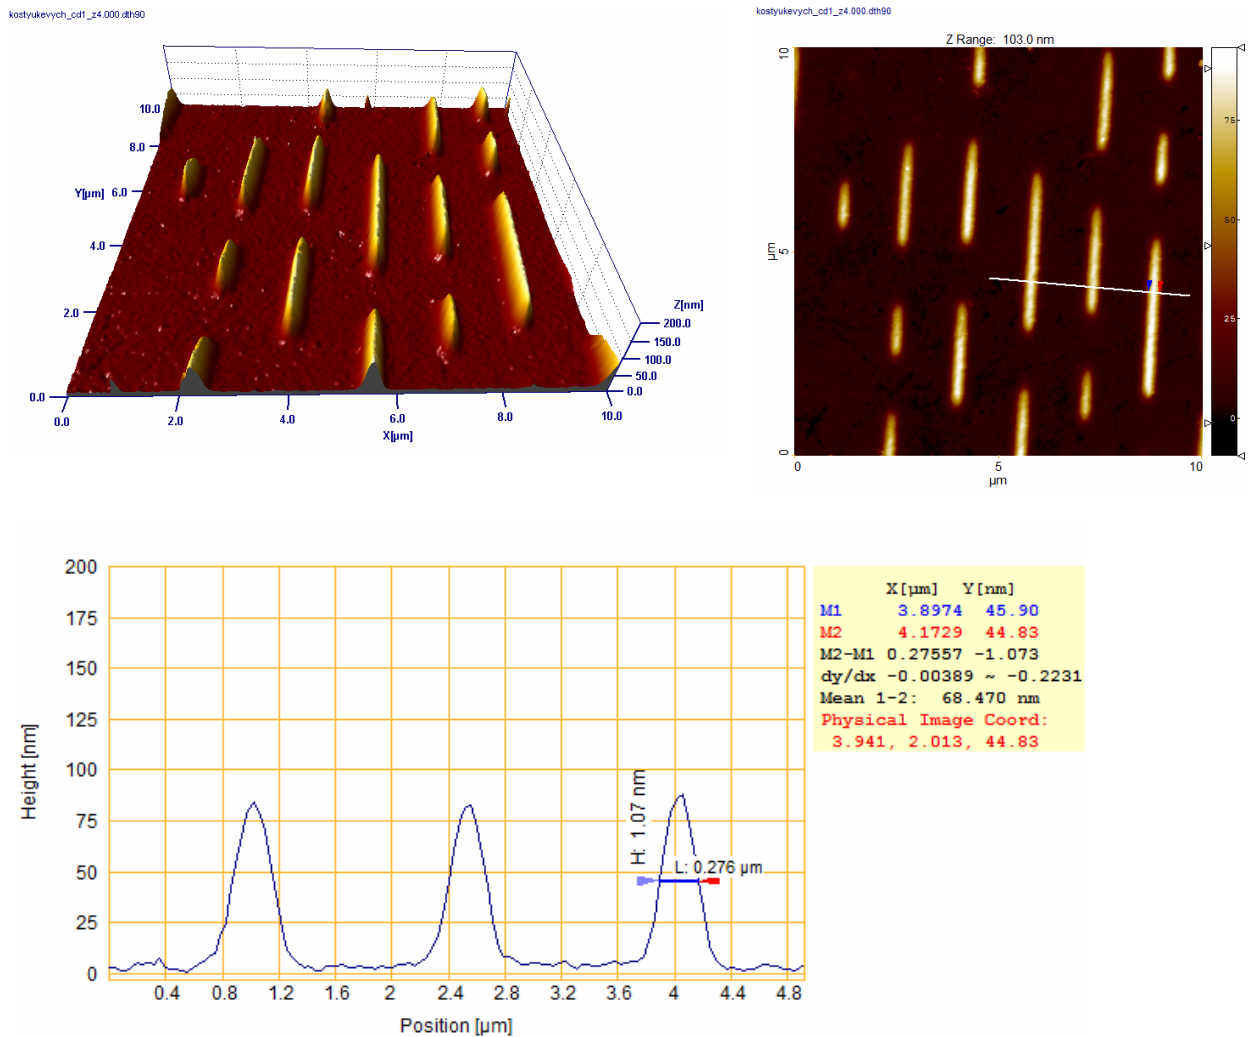 kostyukevych_cd1_z4.000.dth90
10.0
8.0
Y[µm] 6.0
4.0
2.0
0.0
0.0
2.0
4.0
6.0
8.0
10.0
X[µm]
Z[nm]
200.0
150.0
100.0
50.0
0.0
kostyukevych_cd1_z4.000.dth90
Z Range: 103.0 nm
10
5
0
µm
0
5
10
µm
75
50
25
0
200
175
150
125
100
75
50
25
0
Height [nm]
0.4 0.8 1.2 1.6 2 2.4 2.8 3.2 3.6 4 4.4 4.8
Position [µm]
H: 1.07 nm
L: 0.276 µm
X[µm] Y[nm]
M1 3.8974 45.90
M2 4.1729 44.83
M2-M1 0.27557 -1.073
dy/dx -0.00389 ~ -0.2231
Mean 1-2: 68.470 nm
Physical Image Coord:
3.941, 2.013, 44.83